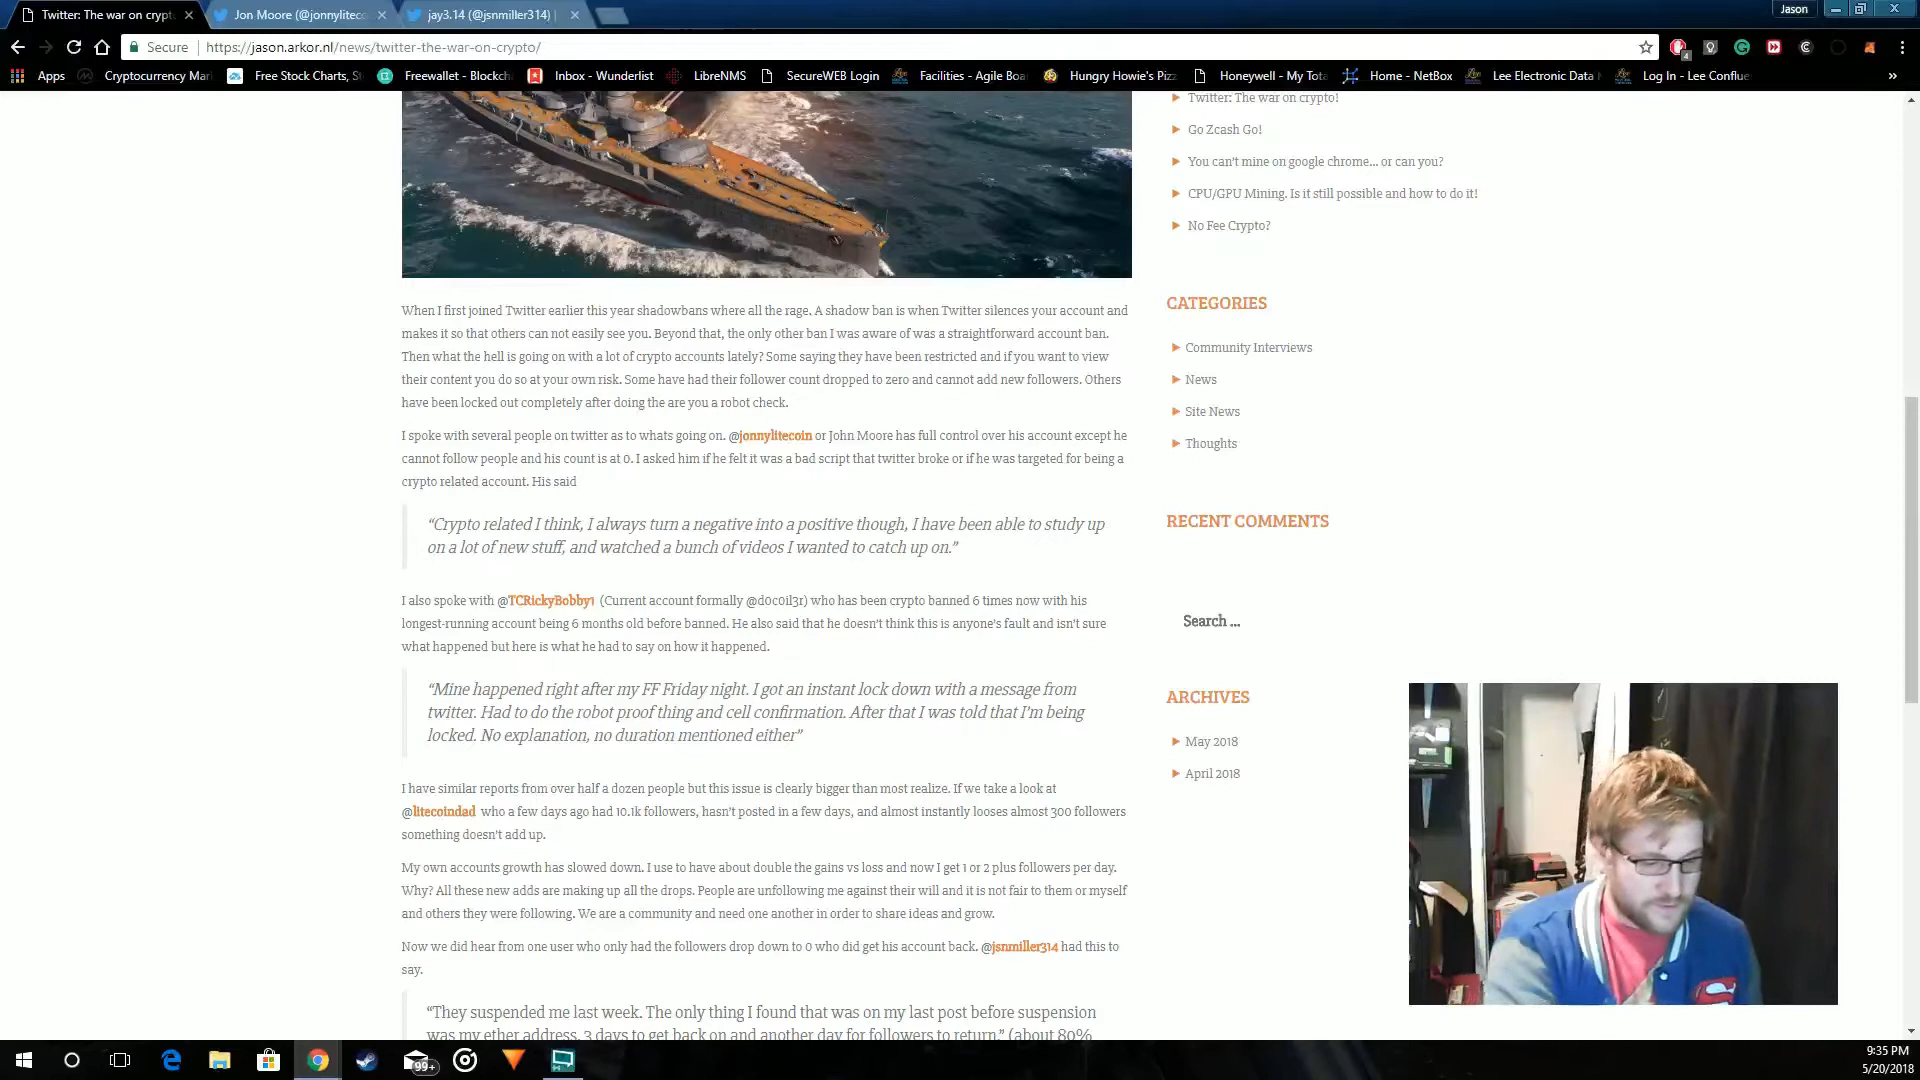 Twitter: The war on crypt
Jon Moore (@jonnyliteco
jay3.14 (@jsnmiller314) |
Jason
Secure
https://jason.arkor.nl/news/twitter-the-war-on-crypto/
4
Apps
Cryptocurrency Mar
Free Stock Charts, S
Freewallet - Blockch
Inbox - Wunderlist
LibreNMS
SecureWEB Login
Facilities - Agile Boa
Hungry Howie's Pizz
Honeywell - My Tota
Home - NetBox
Lee Electronic Data
Log In - Lee Conflue
»
When I first joined Twitter earlier this year shadowbans where all the rage. A shadow ban is when Twitter silences your account and
makes it so that others can not easily see you. Beyond that, the only other ban I was aware of was a straightforward account ban.
Then what the hell is going on with a lot of crypto accounts lately? Some saying they have been restricted and if you want to view
their content you do so at your own risk. Some have had their follower count dropped to zero and cannot add new followers. Others
have been locked out completely after doing the are you a robot check.
I spoke with several people on twitter as to whats going on. @jonnylitecoin or John Moore has full control over his account except he
cannot follow people and his count is at 0. I asked him if he felt it was a bad script that twitter broke or if he was targeted for being a
crypto related account. His said
“Crypto related I think, I always turn a negative into a positive though, I have been able to study up
on a lot of new stuff, and watched a bunch of videos I wanted to catch up on.”
I also spoke with @TCRickyBobby1 (Current account formally @d0c0il3r) who has been crypto banned 6 times now with his
longest-running account being 6 months old before banned. He also said that he doesn't think this is anyone's fault and isn't sure
what happened but here is what he had to say on how it happened.
“Mine happened right after my FF Friday night. I got an instant lock down with a message from
twitter. Had to do the robot proof thing and cell confirmation. After that I was told that I'm being
locked. No explanation, no duration mentioned either”
I have similar reports from over half a dozen people but this issue is clearly bigger than most realize. If we take a look at
@litecoindad who a few days ago had 10.1k followers, hasn't posted in a few days, and almost instantly looses almost 300 followers
something doesn't add up.
My own accounts growth has slowed down. I use to have about double the gains vs loss and now I get 1 or 2 plus followers per day.
Why? All these new adds are making up all the drops. People are unfollowing me against their will and it is not fair to them or myself
and others they were following. We are a community and need one another in order to share ideas and grow.
Now we did hear from one user who only had the followers drop down to 0 who did get his account back. @jsnmiller314 had this to
say.
“They suspended me last week. The only thing I found that was on my last post before suspension
was my ether address. 3 days to get back on and another day for followers to return.” (about 80%
Twitter: The war on crypto!
Go Zcash Go!
You can't mine on google chrome... or can you?
CPU/GPU Mining. Is it still possible and how to do it!
No Fee Crypto?
CATEGORIES
Community Interviews
News
Site News
Thoughts
RECENT COMMENTS
Search ...
ARCHIVES
May 2018
April 2018
99+
9:35 PM
5/20/2018